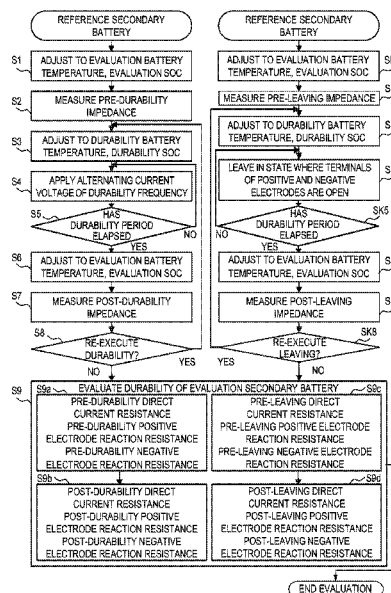 REFERENCE SECONDARY
BATTERY
S1
ADJUST TO EVALUATION BATTERY
TEMPERATURE, EVALUATION SOC
S2
MEASURE PRE-DURABILITY
IMPEDANCE
S3
ADJUST TO DURABILITY BATTERY
TEMPERATURE, DURABILITY SOC
S4
APPLY ALTERNATING CURRENT
VOLTAGE OF DURABILITY FREQUENCY
S5
HAS
DURABILITY PERIOD
ELAPSED
NO
YES
S6
ADJUST TO EVALUATION BATTERY
TEMPERATURE, EVALUATION SOC
S7
MEASURE POST-DURABILITY
IMPEDANCE
S8
RE-EXECUTE
DURABILITY?
YES
NO
REFERENCE SECONDARY
BATTERY
ADJUST TO EVALUATION BATTERY
TEMPERATURE, EVALUATION SOC
MEASURE PRE-LEAVING IMPEDANCE
ADJUST TO DURABILITY BATTERY
TEMPERATURE, DURABILITY SOC
LEAVE IN STATE WHERE TERMINALS
OF POSITIVE AND NEGATIVE
ELECTRODES ARE OPEN
SK5
HAS
DURABILITY PERIOD
ELAPSED
NO
YES
ADJUST TO EVALUATION BATTERY
TEMPERATURE, EVALUATION SOC
MEASURE POST-LEAVING
IMPEDANCE
SK8
RE-EXECUTE
LEAVING?
YES
NO
S9
EVALUATE DURABILITY OF EVALUATION SECONDARY BATTERY
S9a
PRE-DURABILITY DIRECT
CURRENT RESISTANCE
PRE-DURABILITY POSITIVE
ELECTRODE REACTION RESISTANCE
PRE-DURABILITY NEGATIVE
ELECTRODE REACTION RESISTANCE
S9c
PRE-LEAVING DIRECT
CURRENT RESISTANCE
PRE-LEAVING POSITIVE ELECTRODE
REACTION RESISTANCE
PRE-LEAVING NEGATIVE ELECTRODE
REACTION RESISTANCE
S9b
POST-DURABILITY DIRECT
CURRENT RESISTANCE
POST-DURABILITY POSITIVE
ELECTRODE REACTION RESISTANCE
POST-DURABILITY NEGATIVE
ELECTRODE REACTION RESISTANCE
S9d
POST-LEAVING DIRECT
CURRENT RESISTANCE
POST-LEAVING POSITIVE
ELECTRODE REACTION RESISTANCE
POST-LEAVING NEGATIVE
ELECTRODE REACTION RESISTANCE
END EVALUATION